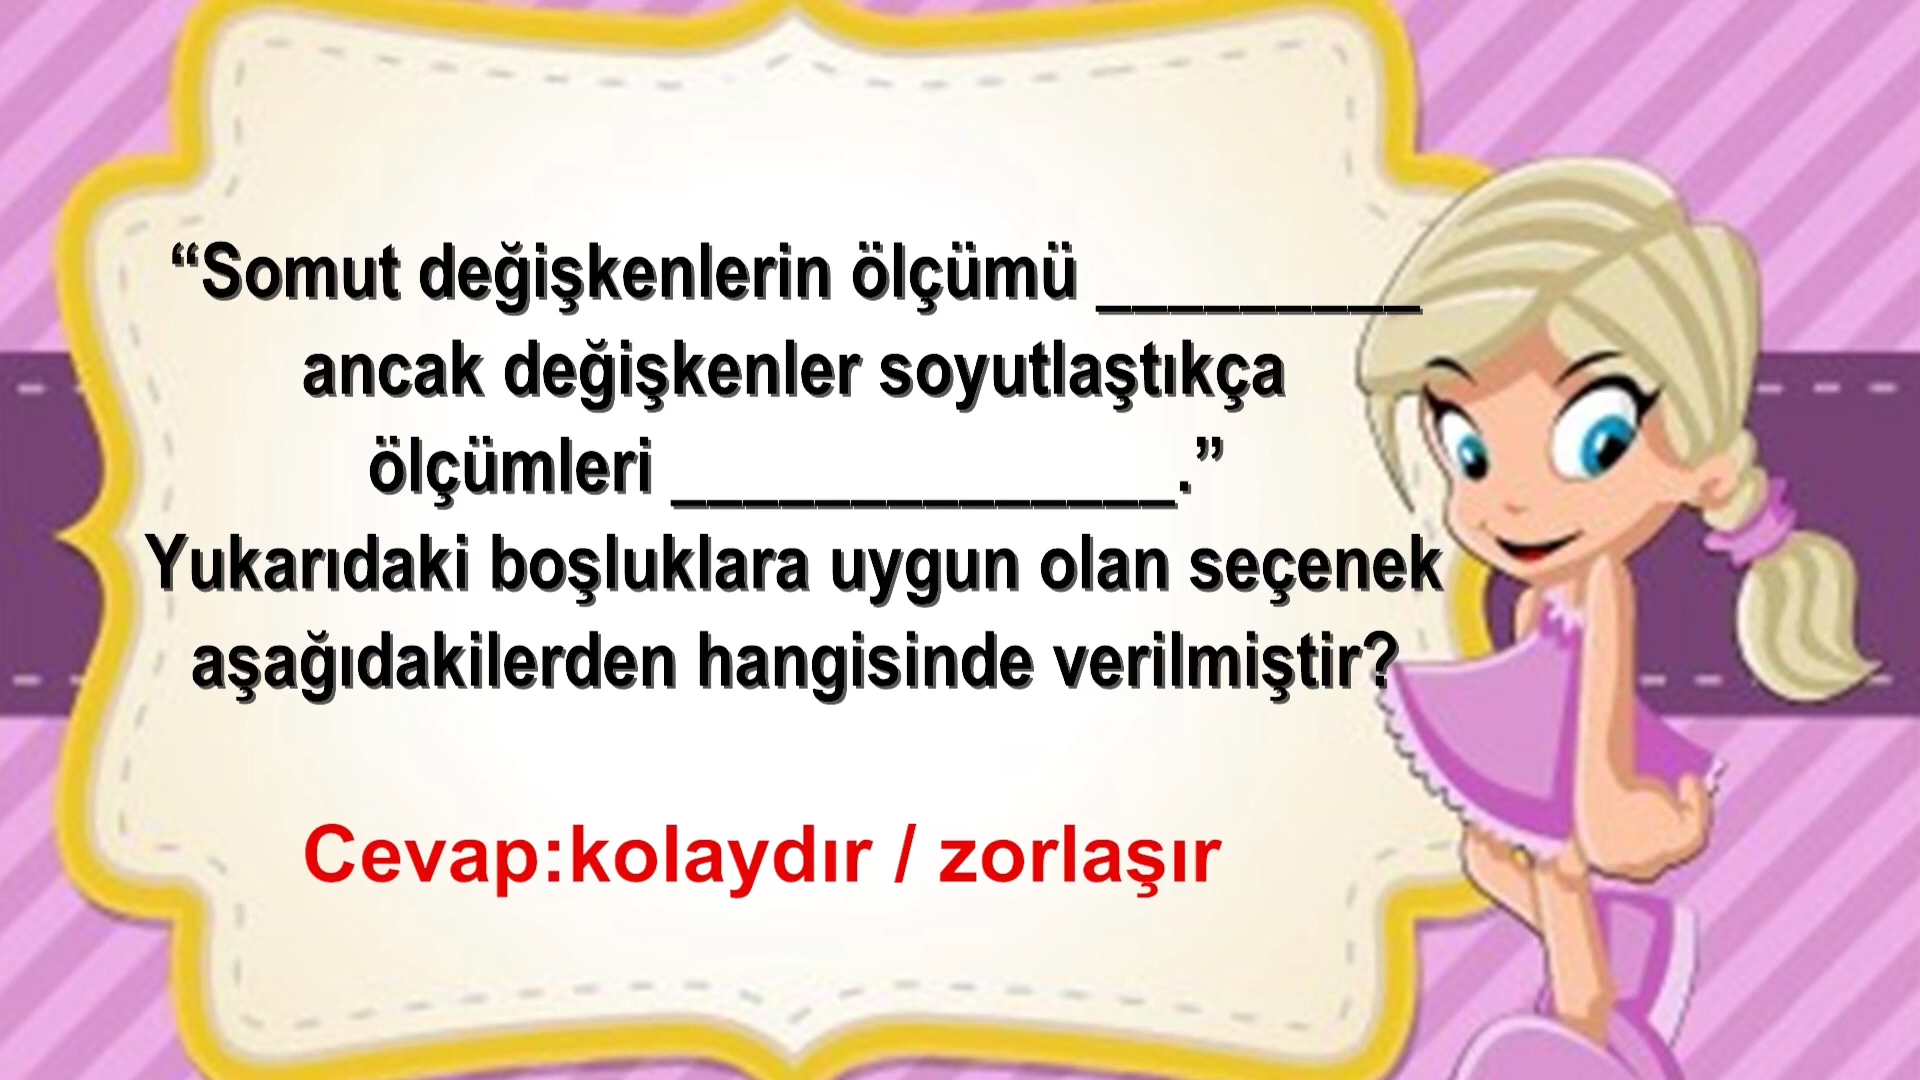 “Somut değişkenlerin ölçümü _________
ancak değişkenler soyutlaştıkça
ölçümleri ______________.”
Yukarıdaki boşluklara uygun olan seçenek
aşağıdakilerden hangisinde verilmiştir?
Cevap:kolaydır / zorlaşır